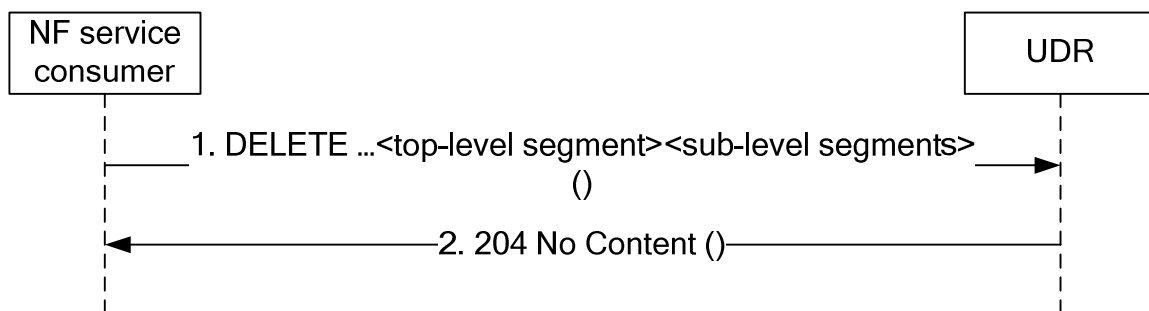 NF service
consumer
UDR
1. DELETE ...<top-level segment><sub-level segments>
()
2. 204 No Content ()